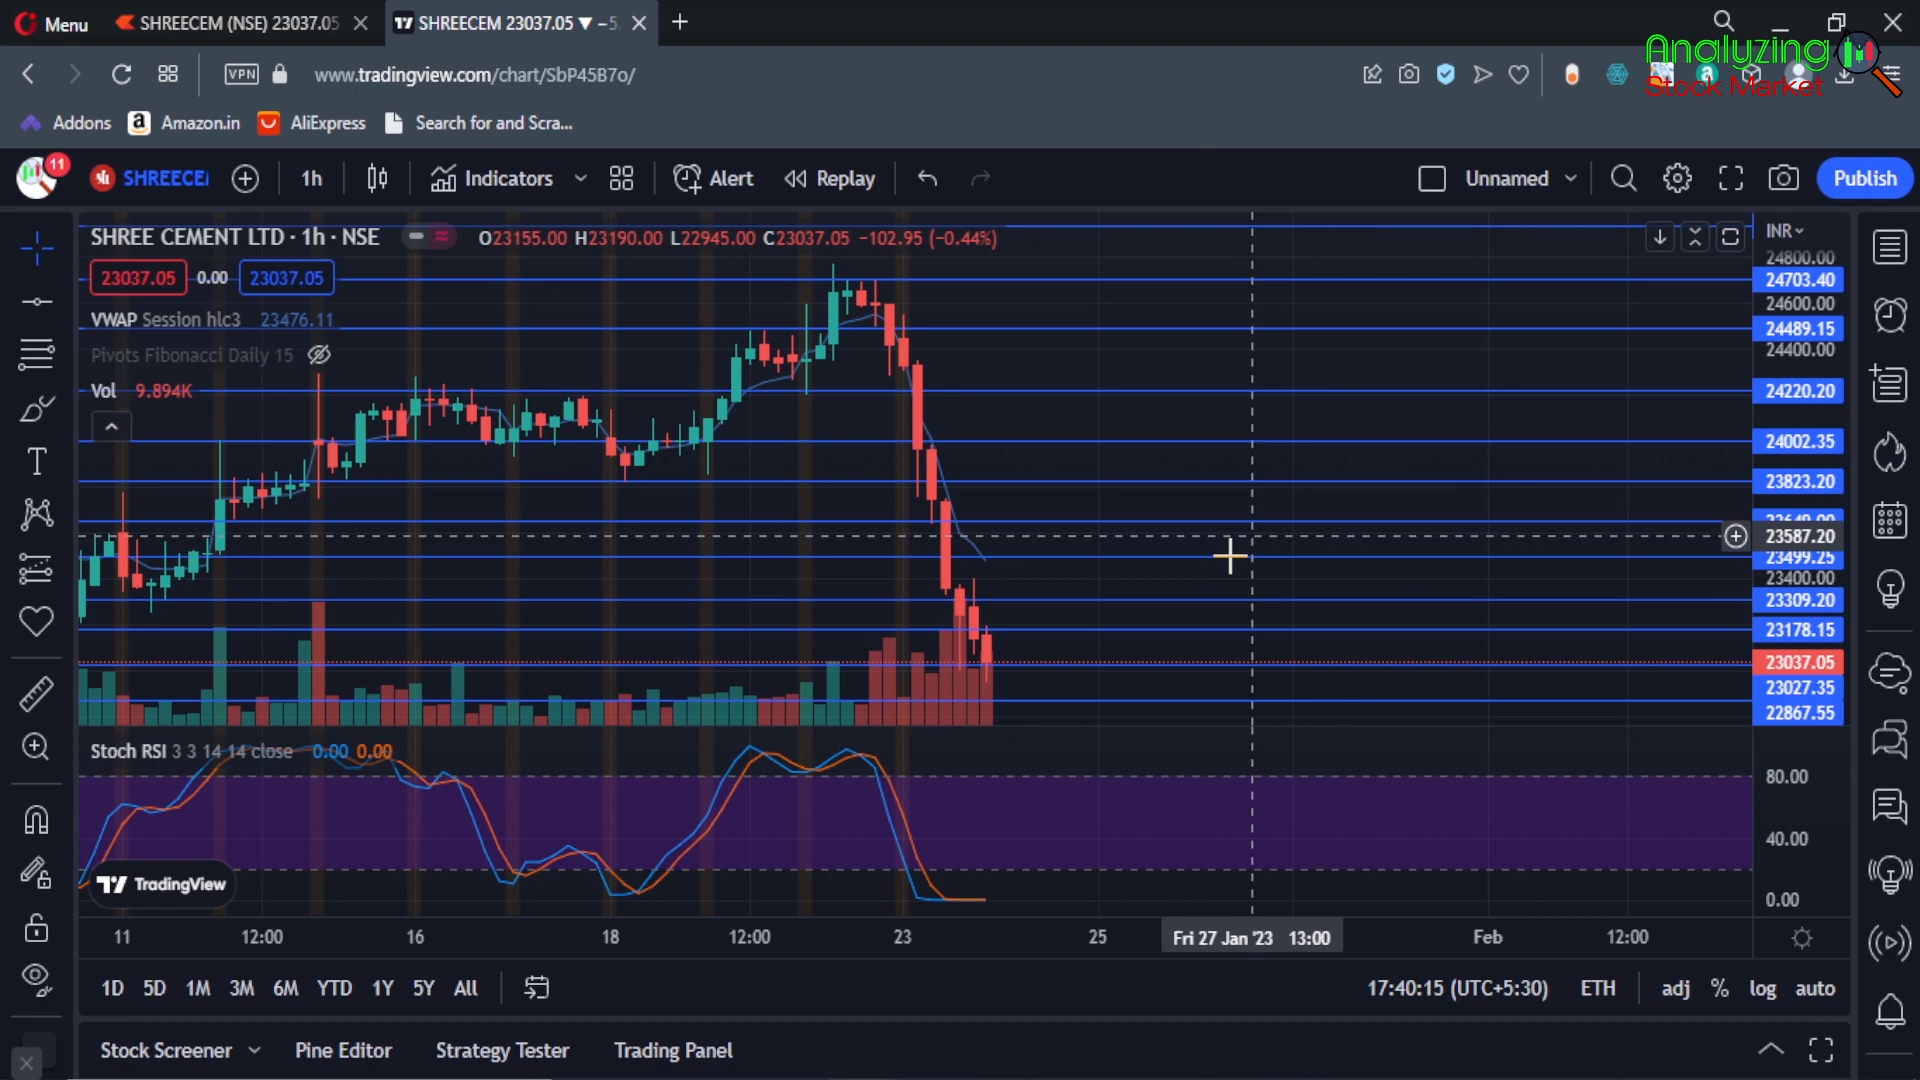 Menu
SHREECEM (NSE) 23037.05
SHREECEM 23037.05 ▼ −5.
Analyzing
Stock Market
VPN
www.tradingview.com/chart/SbP45B7o/
Addons
Amazon.in
AliExpress
Search for and Scra...
11
SHREECE
1h
Indicators
Alert
Replay
Unnamed
Publish
SHREE CEMENT LTD · 1h · NSE
O23155.00 H23190.00 L22945.00 C23037.05 −102.95 (−0.44%)
INR
23037.05
0.00
23037.05
VWAP Session hlc3 23476.11
Pivots Fibonacci Daily 15
Vol 9.894K
24800.00
24703.40
24600.00
24489.15
24400.00
24220.20
24002.35
23823.20
23587.20
23499.25
23400.00
23309.20
23178.15
23037.05
23027.35
22867.55
Stoch RSI 3 3 14 14 close 0.00 0.00
80.00
40.00
0.00
TradingView
11
12:00
16
18
12:00
23
25
Fri 27 Jan '23 13:00
Feb
12:00
1D 5D 1M 3M 6M YTD 1Y 5Y All
17:40:15 (UTC+5:30)
ETH
adj % log auto
Stock Screener
Pine Editor
Strategy Tester
Trading Panel